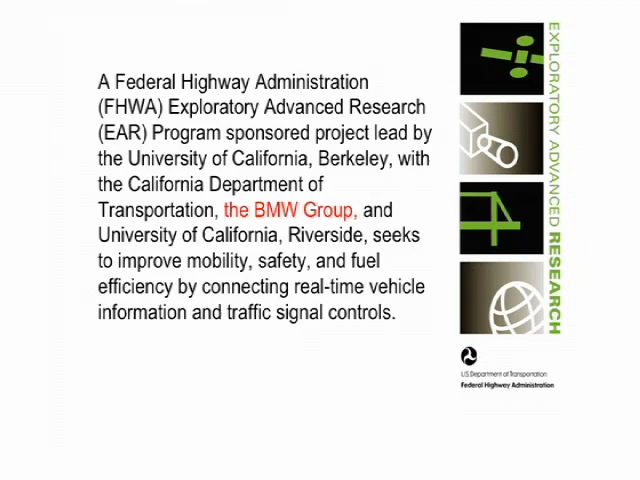 A Federal Highway Administration
(FHWA) Exploratory Advanced Research
(EAR) Program sponsored project lead by
the University of California, Berkeley, with
the California Department of
Transportation, the BMW Group, and
University of California, Riverside, seeks
to improve mobility, safety, and fuel
efficiency by connecting real-time vehicle
information and traffic signal controls.
EXPLORATORY ADVANCED RESEARCH
U.S. Department of Transportation
Federal Highway Administration